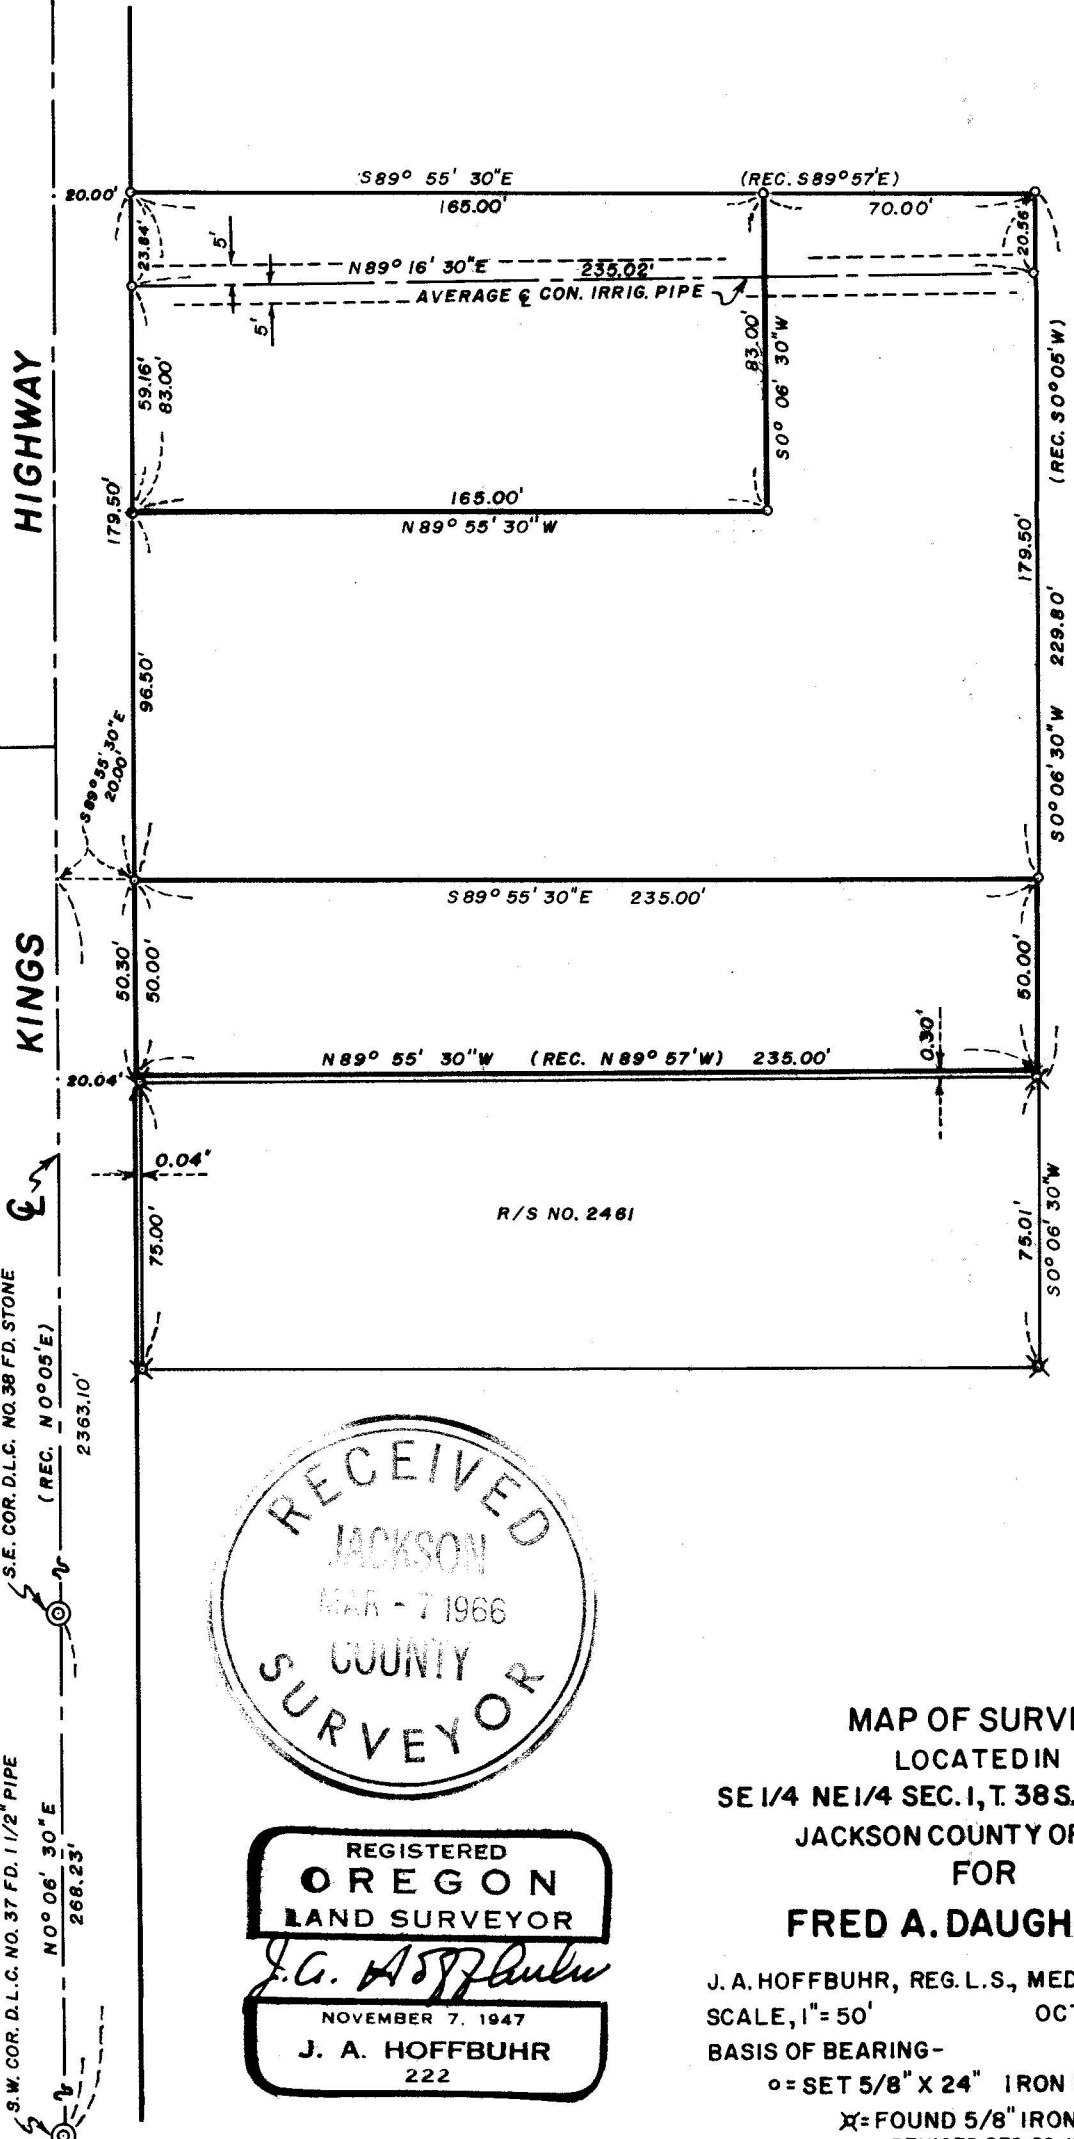 S89° 55' 30"E (REC. S89°57'E)
20.00' 165.00' 70.00'
23.84'
5'
20.56'
N89° 16' 30"E 235.02'
AVERAGE ℄ CON. IRRIG. PIPE
5'
HIGHWAY
59.16'
83.00'
83.00'
S0° 06' 30"W
(REC. S0°05'W)
165.00'
N89° 55' 30"W
179.50'
179.50'
229.80'
96.50'
S89°55'30"E
20.00'
S0°06'30"W
S89°55'30"E 235.00'
KINGS
50.30'
50.00'
50.00'
0.30'
N89° 55' 30"W (REC. N89°57'W) 235.00'
20.04'
0.04'
℄
75.00'
R/S NO. 2461
75.01'
S0°06'30"W
S.E. COR. D.L.C. NO.38 FD. STONE
(REC. N0°05'E)
2363.10'
RECEIVED
JACKSON
MAR - 7 1966
COUNTY
SURVEYOR
S.W. COR. D.L.C. NO. 37 FD. 1 1/2" PIPE
N0° 06' 30"E
268.23'
REGISTERED
OREGON
LAND SURVEYOR
J.A. Hoffbuhr
NOVEMBER 7, 1947
J. A. HOFFBUHR
222
MAP OF SURV
LOCATED IN
SE 1/4 NE 1/4 SEC. 1, T. 38 S.
JACKSON COUNTY O
FOR
FRED A. DAUGH
J. A. HOFFBUHR, REG. L.S., MED
SCALE, 1"= 50' OC
BASIS OF BEARING-
o= SET 5/8" X 24" IRON
= FOUND 5/8" IRON